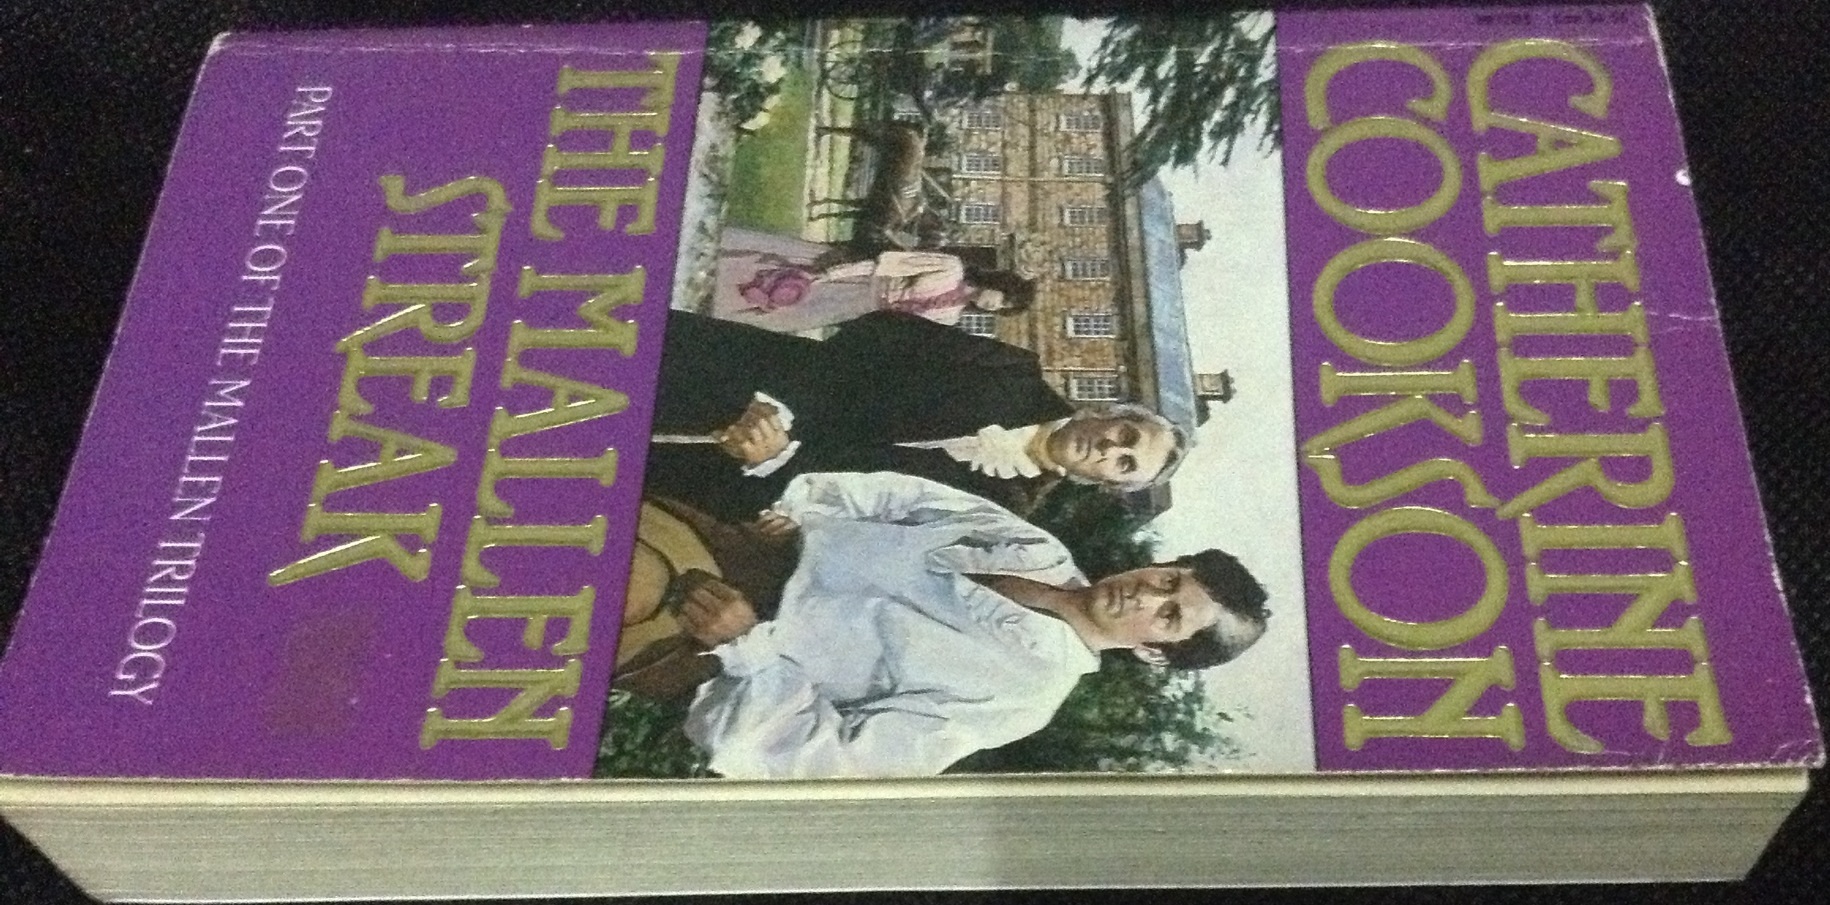 CATHERINE
COOKSON
THE MALLEN
STREAK
PART ONE OF THE MALLEN TRILOGY